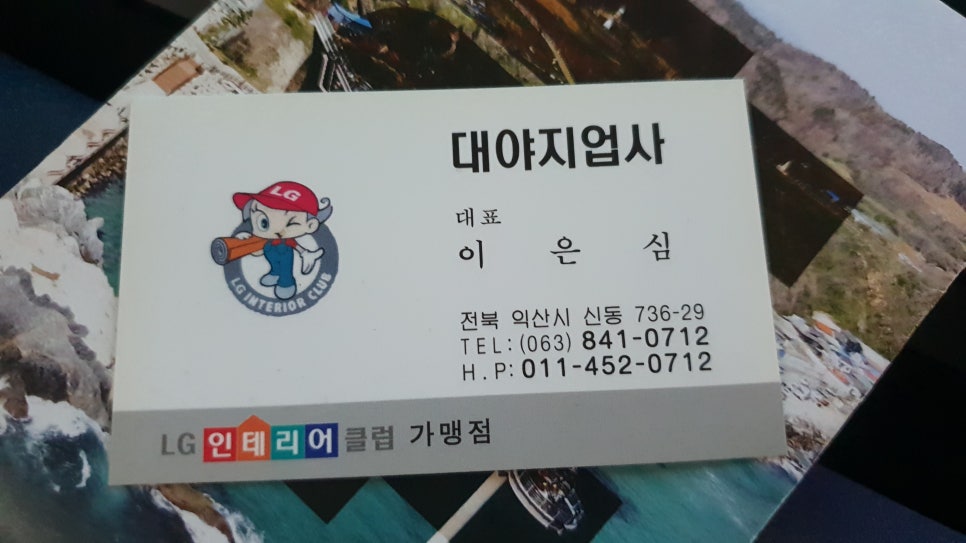 대야지업사
대표
이 은 심
전북 익산시 신동 736-29
TEL:(063) 841-0712
H.P:011-452-0712
LG
LG INTERIOR CLUB
LG 인테리어클럽 가맹점